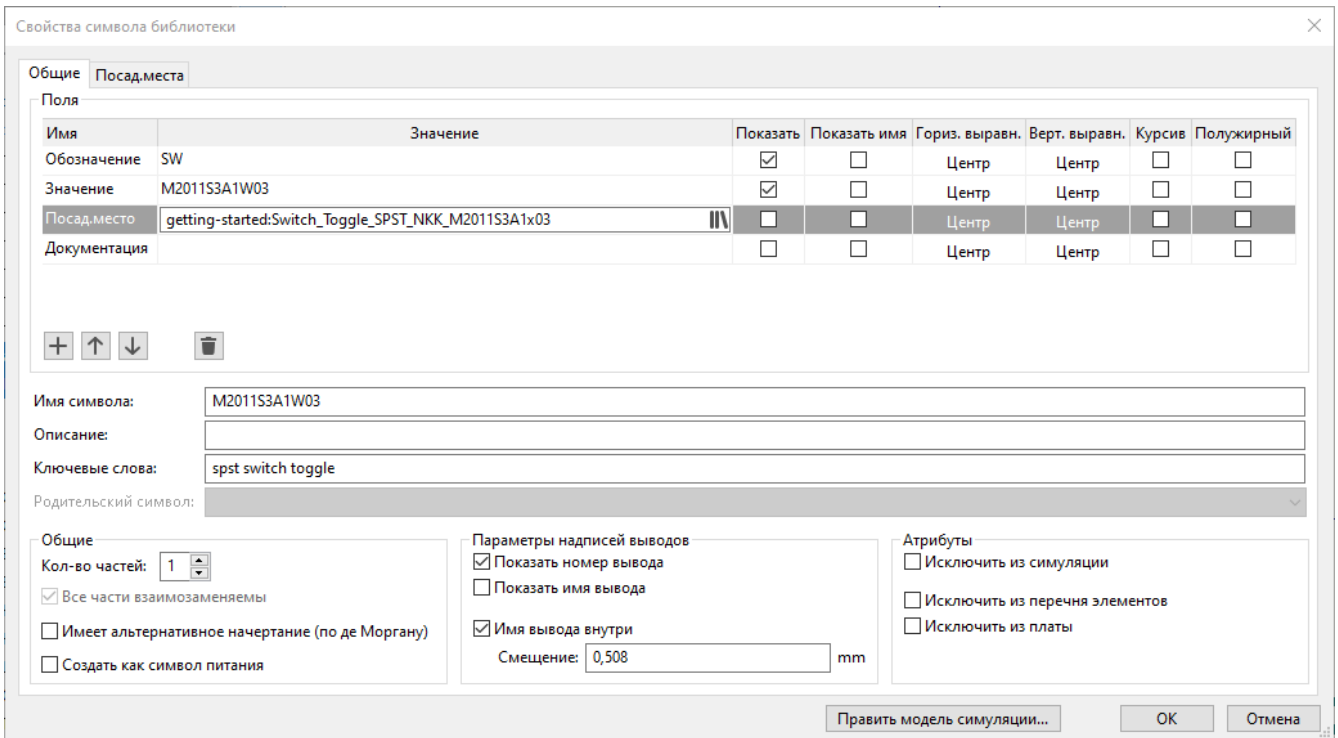 Свойства символа библиотеки
Общие Посад.места
Поля
Имя Значение Показать Показать имя Гориз. выравн. Верт. выравн. Курсив Полужирный
Обозначение SW Центр Центр
Значение M2011S3A1W03 Центр Центр
Посад.место getting-started:Switch_Toggle_SPST_NKK_M2011S3A1x03 Центр Центр
Документация Центр Центр
Имя символа: M2011S3A1W03
Описание:
Ключевые слова: spst switch toggle
Родительский символ:
Общие
Кол-во частей: 1
Все части взаимозаменяемы
Имеет альтернативное начертание (по де Моргану)
Создать как символ питания
Параметры надписей выводов
Показать номер вывода
Показать имя вывода
Имя вывода внутри
Смещение: 0,508 mm
Атрибуты
Исключить из симуляции
Исключить из перечня элементов
Исключить из платы
Править модель симуляции... OK Отмена